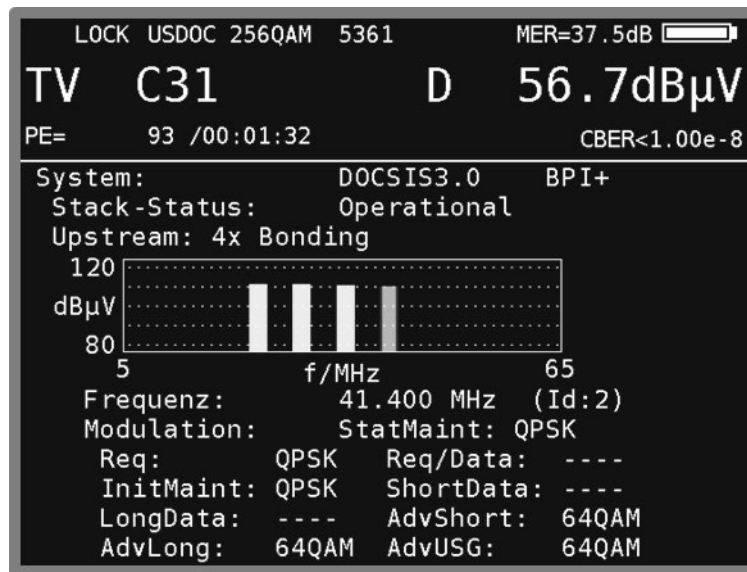 LOCK USDOC 256QAM 5361 MER=37.5dB
TV C31 D 56.7dBµV
PE= 93 /00:01:32 CBER<1.00e-8
System: DOCSIS3.0 BPI+
Stack-Status: Operational
Upstream: 4x Bonding
120
dBµV
80
5 f/MHz 65
Frequenz: 41.400 MHz (Id:2)
Modulation: StatMaint: QPSK
Req: QPSK Req/Data: ----
InitMaint: QPSK ShortData: ----
LongData: ---- AdvShort: 64QAM
AdvLong: 64QAM AdvUSG: 64QAM